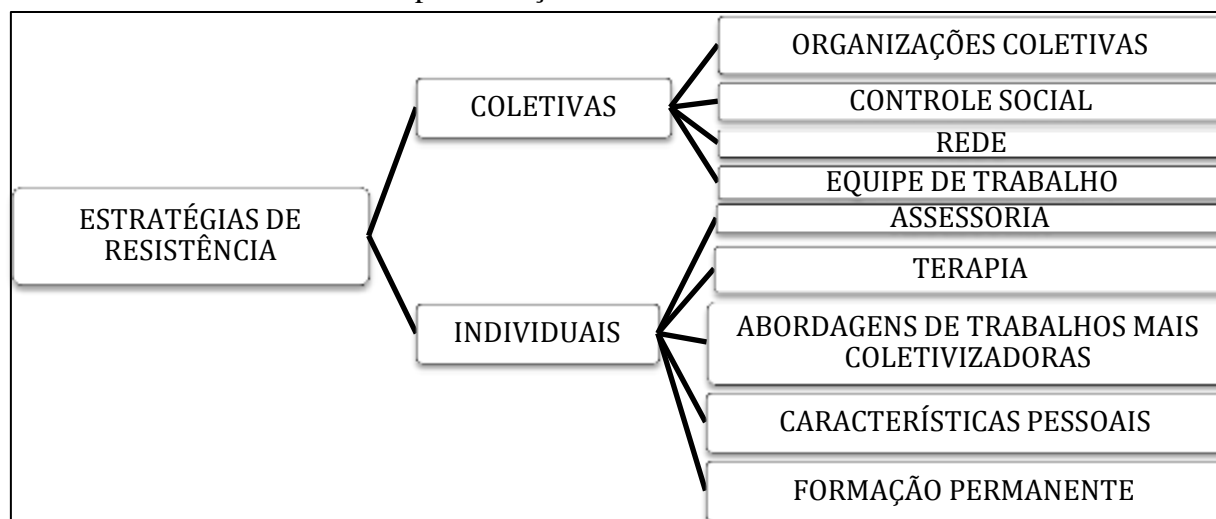 ORGANIZAÇÕES COLETIVAS
COLETIVAS
CONTROLE SOCIAL
REDE
EQUIPE DE TRABALHO
ESTRATÉGIAS DE
RESISTÊNCIA
ASSESSORIA
TERAPIA
INDIVIDUAIS
ABORDAGENS DE TRABALHOS MAIS
COLETIVIZADORAS
CARACTERÍSTICAS PESSOAIS
FORMAÇÃO PERMANENTE